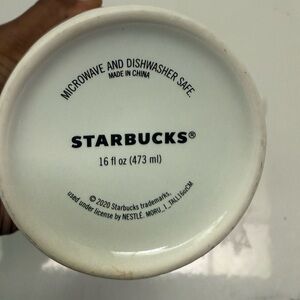 MICROWAVE AND DISHWASHER SAFE.
MADE IN CHINA
STARBUCKS®
16 fl oz (473 ml)
© 2020 Starbucks trademarks,
used under license by NESTLÉ.